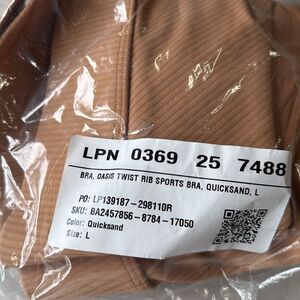 LPN 0369 25 7488
BRA, OASIS TWIST RIB SPORTS BRA, QUICKSAND, L
PO: LP139187-298110R
SKU: BA2457856-8784-17050
Color: Quicksand
Size: L